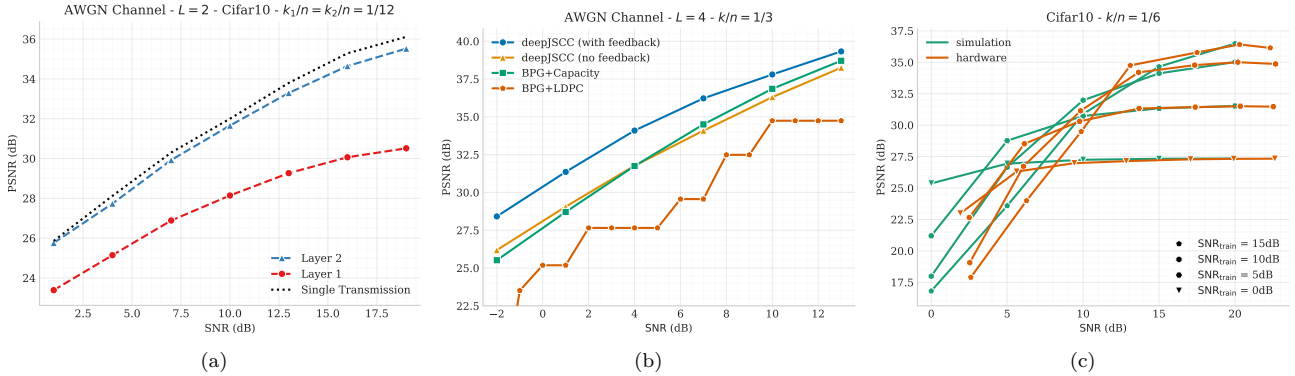 AWGN Channel - L = 2 - Cifar10 - k₁/n = k₂/n = 1/12
36
34
32
30
28
26
24
PSNR (dB)
Layer 2
Layer 1
Single Transmission
2.5 5.0 7.5 10.0 12.5 15.0 17.5
SNR (dB)
(a)
AWGN Channel - L = 4 - k/n = 1/3
40.0
37.5
35.0
32.5
30.0
27.5
25.0
22.5
PSNR (dB)
deepJSCC (with feedback)
deepJSCC (no feedback)
BPG+Capacity
BPG+LDPC
−2 0 2 4 6 8 10 12
SNR (dB)
(b)
Cifar10 - k/n = 1/6
37.5
35.0
32.5
30.0
27.5
25.0
22.5
20.0
17.5
PSNR (dB)
simulation
hardware
SNRtrain = 15dB
SNRtrain = 10dB
SNRtrain = 5dB
SNRtrain = 0dB
0 5 10 15 20
SNR (dB)
(c)